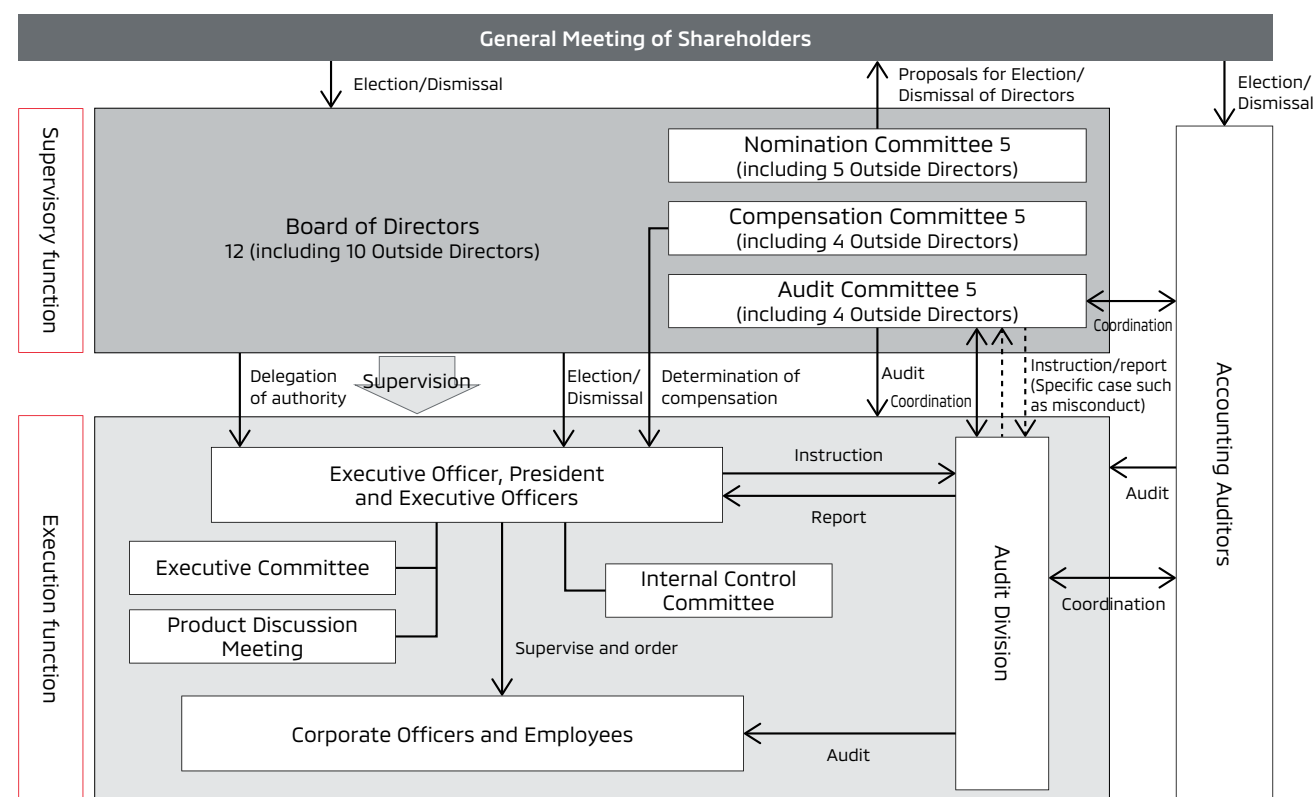 General Meeting of Shareholders
Election/Dismissal
Proposals for Election/
Dismissal of Directors
Election/
Dismissal
Supervisory function
Board of Directors
12 (including 10 Outside Directors)
Nomination Committee 5
(including 5 Outside Directors)
Compensation Committee 5
(including 4 Outside Directors)
Audit Committee 5
(including 4 Outside Directors)
Coordination
Accounting Auditors
Delegation
of authority
Supervision
Election/
Dismissal
Determination of
compensation
Audit
Coordination
Instruction/report
(Specific case such
as misconduct)
Execution function
Executive Officer, President
and Executive Officers
Instruction
Report
Audit
Executive Committee
Product Discussion
Meeting
Internal Control
Committee
Audit Division
Coordination
Supervise and order
Corporate Officers and Employees
Audit